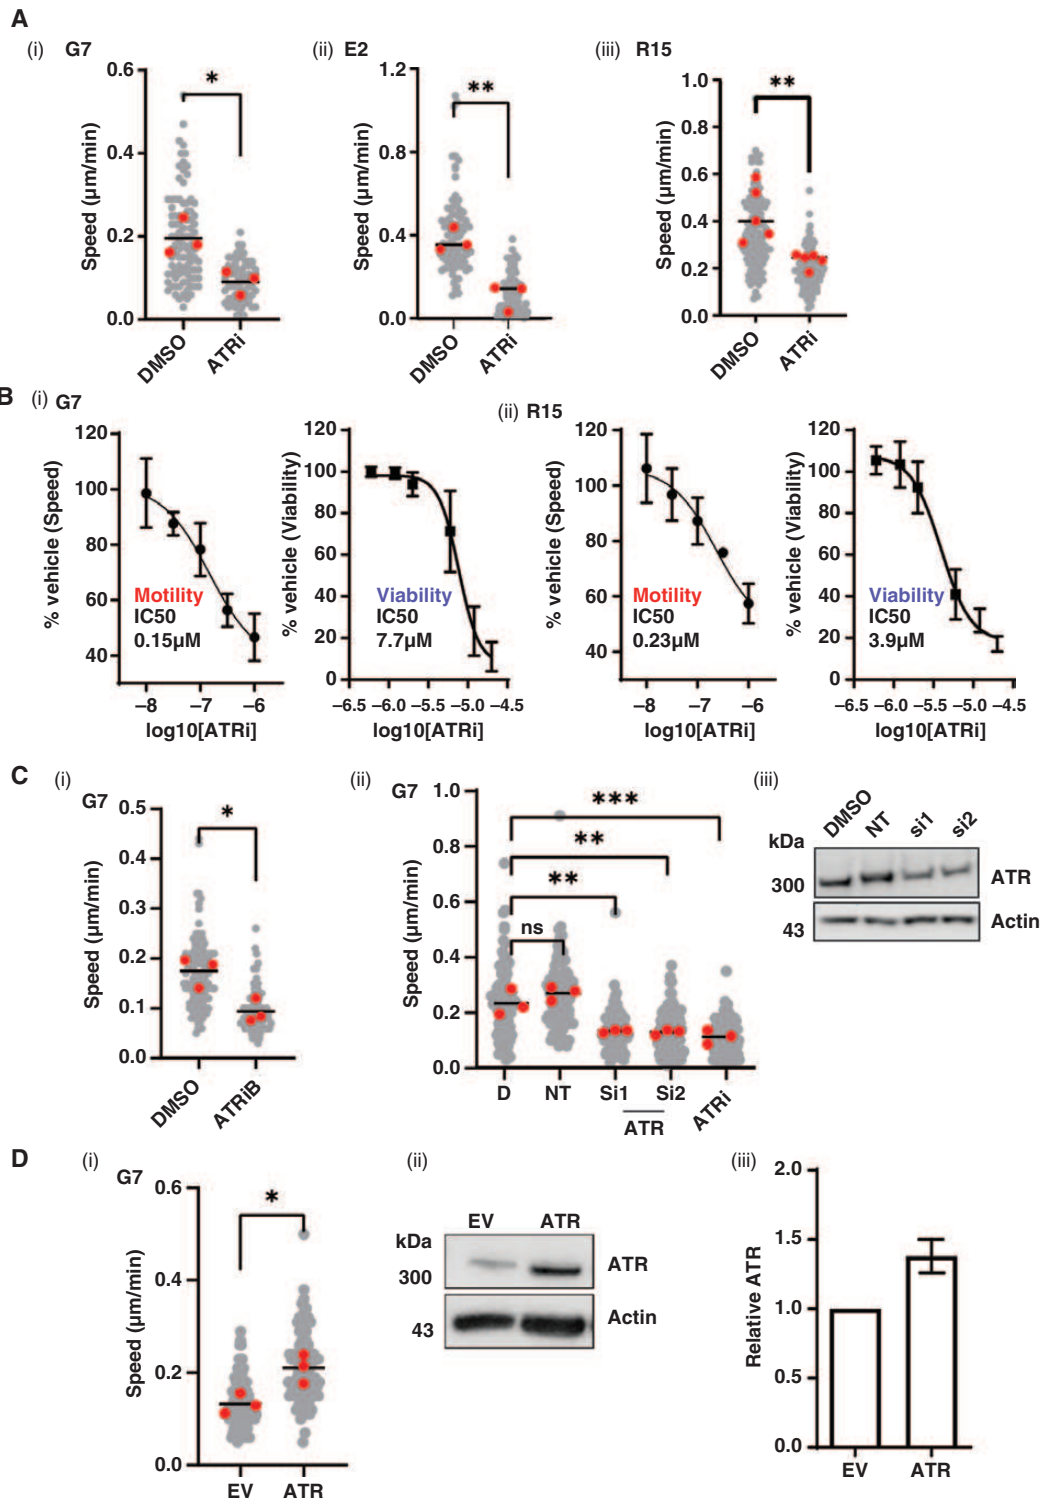 A
(i) G7
(ii) E2
(iii) R15
Speed (µm/min)
0.6
0.4
0.2
0.0
*
DMSO
ATRi
Speed (µm/min)
1.2
0.8
0.4
0.0
**
DMSO
ATRi
Speed (µm/min)
1.0
0.8
0.6
0.4
0.2
0.0
**
DMSO
ATRi
B (i) G7
(ii) R15
% vehicle (Speed)
120
100
80
60
40
Motility
IC50
0.15µM
−8 −7 −6
log10[ATRi]
% vehicle (Viability)
120
100
80
60
40
20
0
Viability
IC50
7.7µM
−6.5 −6.0 −5.5 −5.0 −4.5
log10[ATRi]
% vehicle (Speed)
120
100
80
60
40
Motility
IC50
0.23µM
−8 −7 −6
log10[ATRi]
% vehicle (Viability)
120
100
80
60
40
20
0
Viability
IC50
3.9µM
−6.5 −6.0 −5.5 −5.0 −4.5
log10[ATRi]
C
(i)
G7
Speed (µm/min)
0.5
0.4
0.3
0.2
0.1
0.0
*
DMSO
ATRiB
(ii)
G7
Speed (µm/min)
1.0
0.8
0.6
0.4
0.2
0.0
***
**
**
ns
D NT Si1 Si2 ATRi
ATR
(iii)
DMSO NT si1 si2
kDa
300 ATR
43 Actin
D
(i)
G7
Speed (µm/min)
0.6
0.4
0.2
0.0
*
EV ATR
(ii)
EV ATR
kDa
300 ATR
43 Actin
(iii)
Relative ATR
2.0
1.5
1.0
0.5
0.0
EV ATR